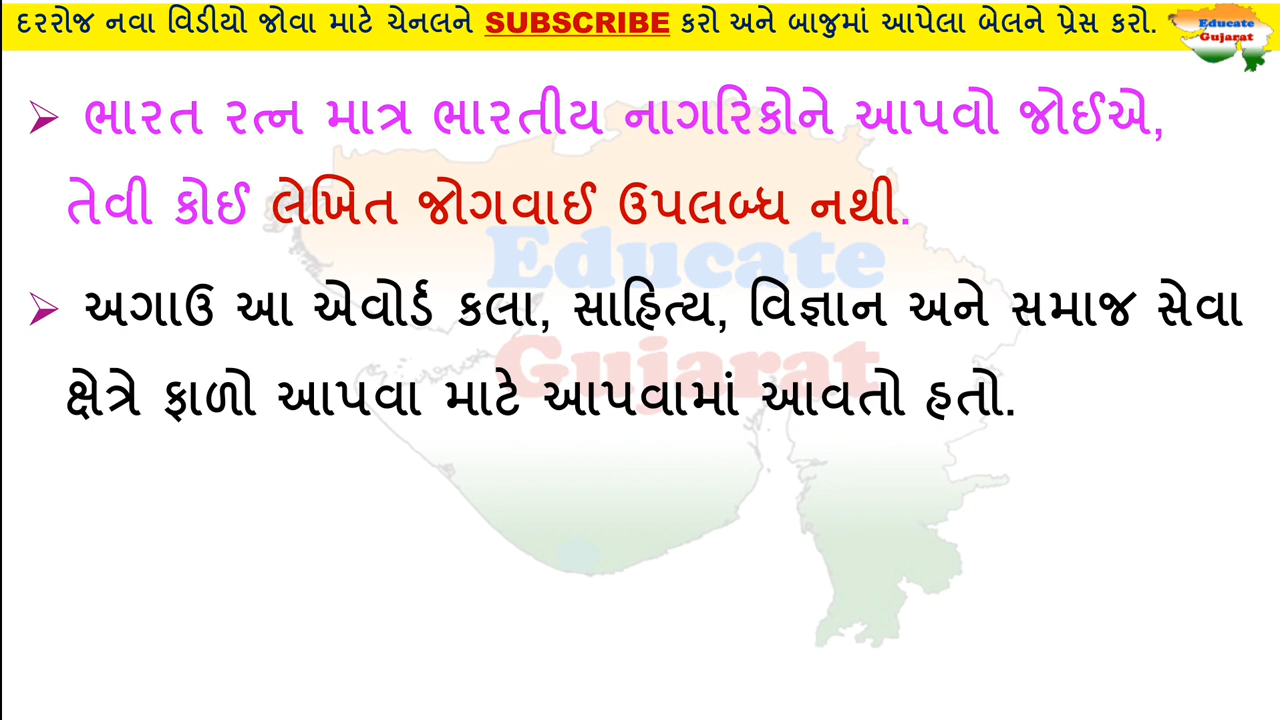 દરરોજ નવા વિડીયો જોવા માટે ચેનલને SUBSCRIBE કરો અને બાજુમાં આપેલા બેલને પ્રેસ કરો.
Educate
Gujarat
➢ ભારત રત્ન માત્ર ભારતીય નાગરિકોને આપવો જોઈએ,
તેવી કોઈ લેખિત જોગવાઈ ઉપલબ્ધ નથી.
Educate
➢ અગાઉ આ એવોર્ડ કલા, સાહિત્ય, વિજ્ઞાન અને સમાજ સેવા
Gujarat
ક્ષેત્રે ફાળો આપવા માટે આપવામાં આવતો હતો.